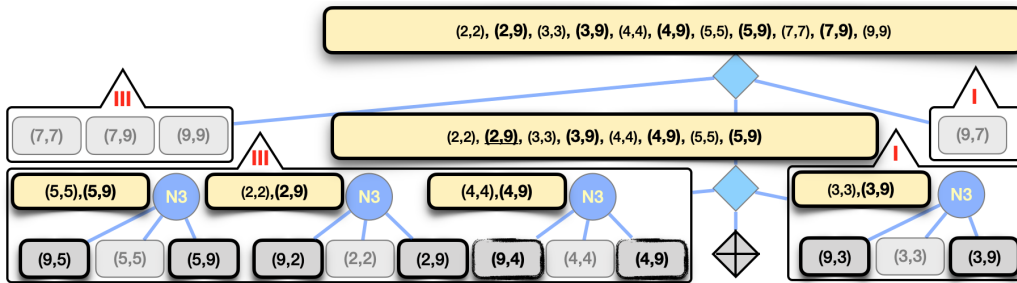 (2,2), (2,9), (3,3), (3,9), (4,4), (4,9), (5,5), (5,9), (7,7), (7,9), (9,9)
III
I
(7,7) (7,9) (9,9)
(9,7)
(2,2), (2,9), (3,3), (3,9), (4,4), (4,9), (5,5), (5,9)
III
I
(5,5),(5,9) N3 (2,2),(2,9) N3 (4,4),(4,9) N3
(3,3),(3,9) N3
(9,5) (5,5) (5,9) (9,2) (2,2) (2,9) (9,4) (4,4) (4,9)
(9,3) (3,3) (3,9)